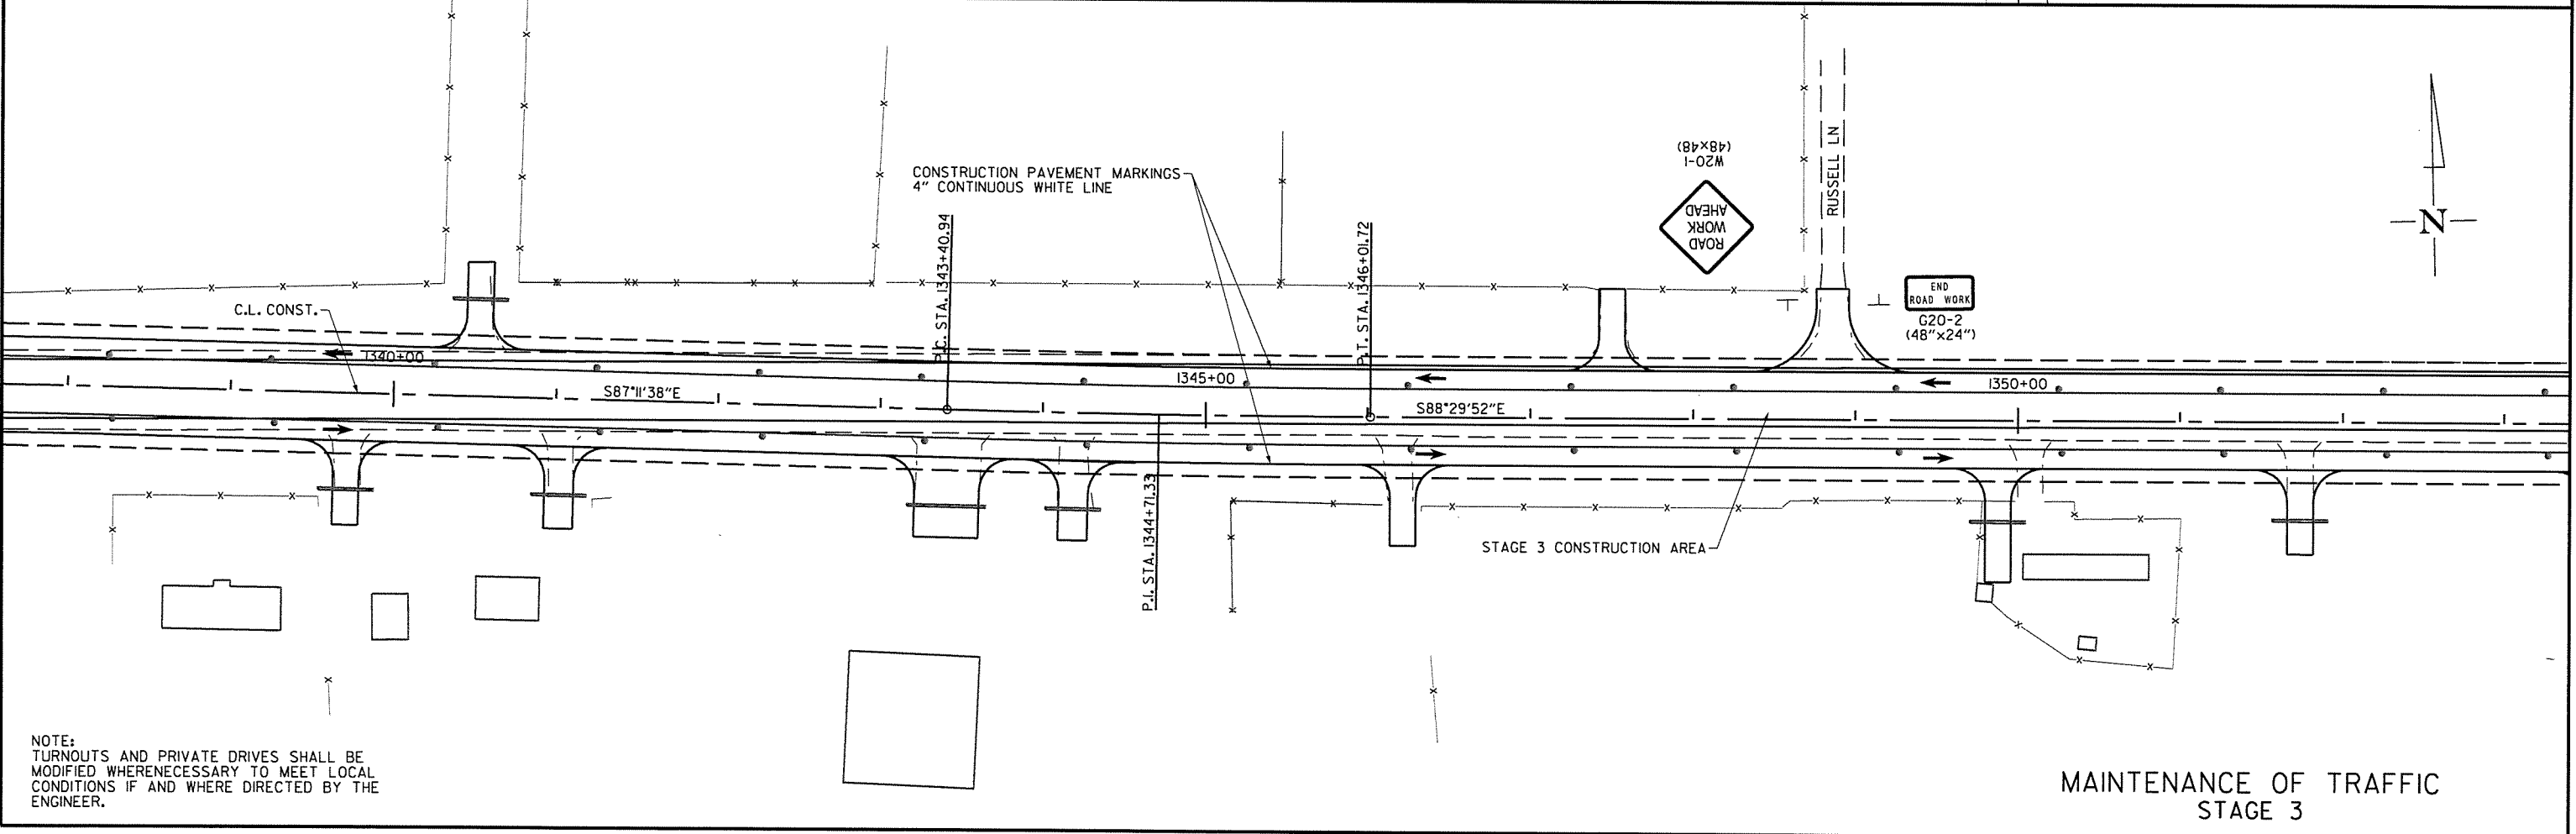 CONSTRUCTION PAVEMENT MARKINGS
4" CONTINUOUS WHITE LINE
W20-1
(48x48)
ROAD
WORK
AHEAD
RUSSELL LN
N
END
ROAD WORK
G20-2
(48"x24")
C.L. CONST.
P.C. STA. 1343+40.94
P.T. STA. 1346+01.72
1340+00
1345+00
1350+00
S87°11'38"E
S88°29'52"E
P.I. STA. 1344+71.33
STAGE 3 CONSTRUCTION AREA
NOTE:
TURNOUTS AND PRIVATE DRIVES SHALL BE
MODIFIED WHERENECESSARY TO MEET LOCAL
CONDITIONS IF AND WHERE DIRECTED BY THE
ENGINEER.
MAINTENANCE OF TRAFFIC
STAGE 3